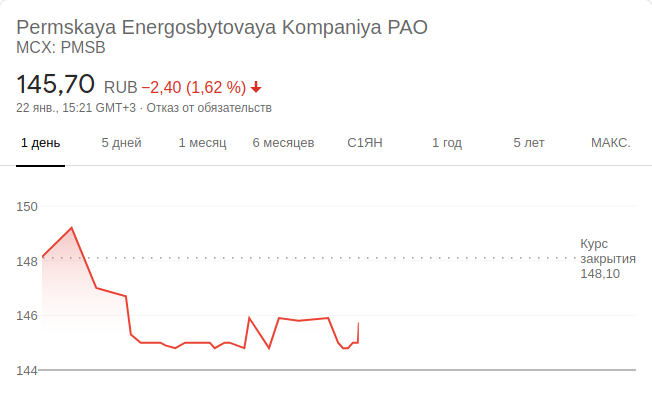 Permskaya Energosbytovaya Kompaniya PAO
MCX: PMSB
145,70 RUB −2,40 (1,62 %)
22 янв., 15:21 GMT+3 · Отказ от обязательств
1 день 5 дней 1 месяц 6 месяцев С1ЯН 1 год 5 лет МАКС.
150
148
146
144
Курс
закрытия
148,10